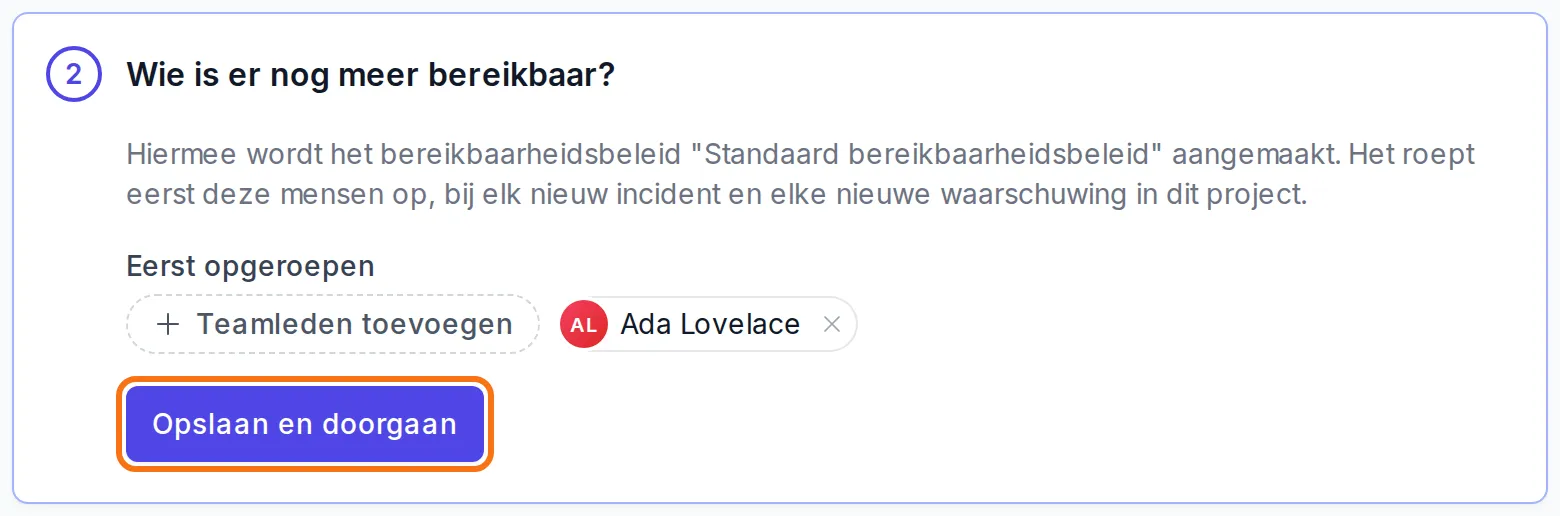 2
Wie is er nog meer bereikbaar?
Hiermee wordt het bereikbaarheidsbeleid "Standaard bereikbaarheidsbeleid" aangemaakt. Het roept
eerst deze mensen op, bij elk nieuw incident en elke nieuwe waarschuwing in dit project.
Eerst opgeroepen
Teamleden toevoegen
AL Ada Lovelace
Opslaan en doorgaan